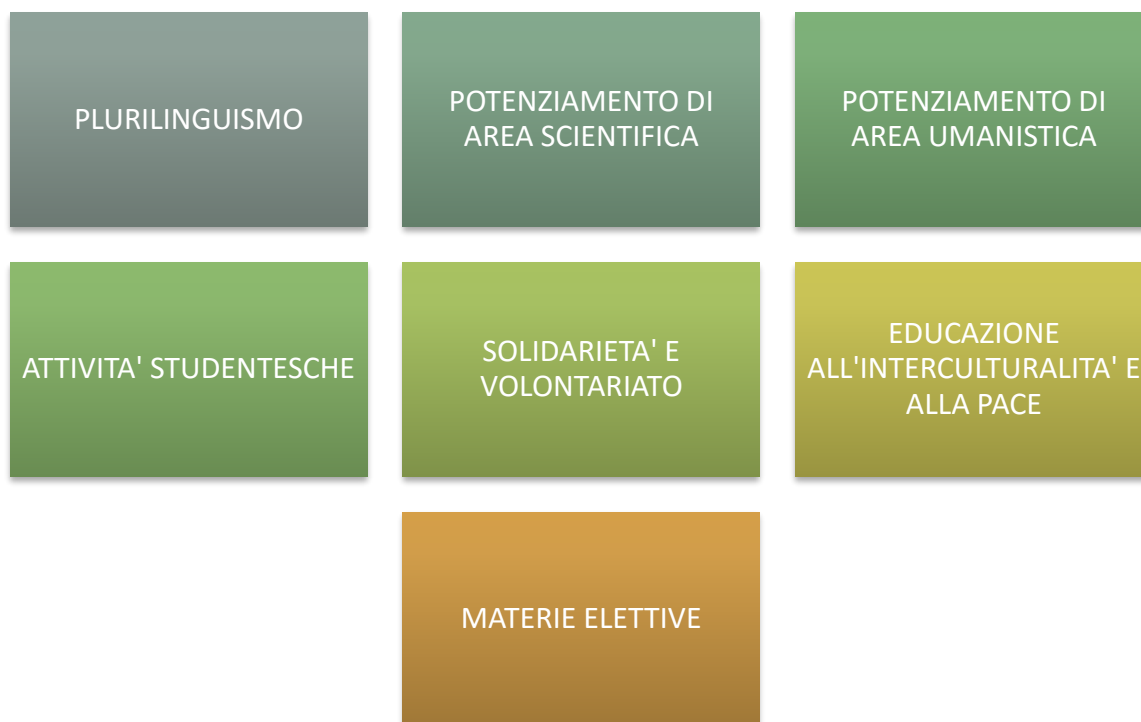 PLURILINGUISMO
POTENZIAMENTO DI
AREA SCIENTIFICA
POTENZIAMENTO DI
AREA UMANISTICA
ATTIVITA' STUDENTESCHE
SOLIDARIETA' E
VOLONTARIATO
EDUCAZIONE
ALL'INTERCULTURALITA' E
ALLA PACE
MATERIE ELETTIVE